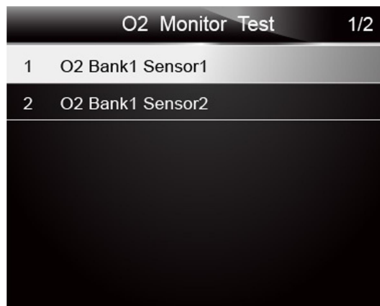 O2 Monitor Test 1/2
1 O2 Bank1 Sensor1
2 O2 Bank1 Sensor2